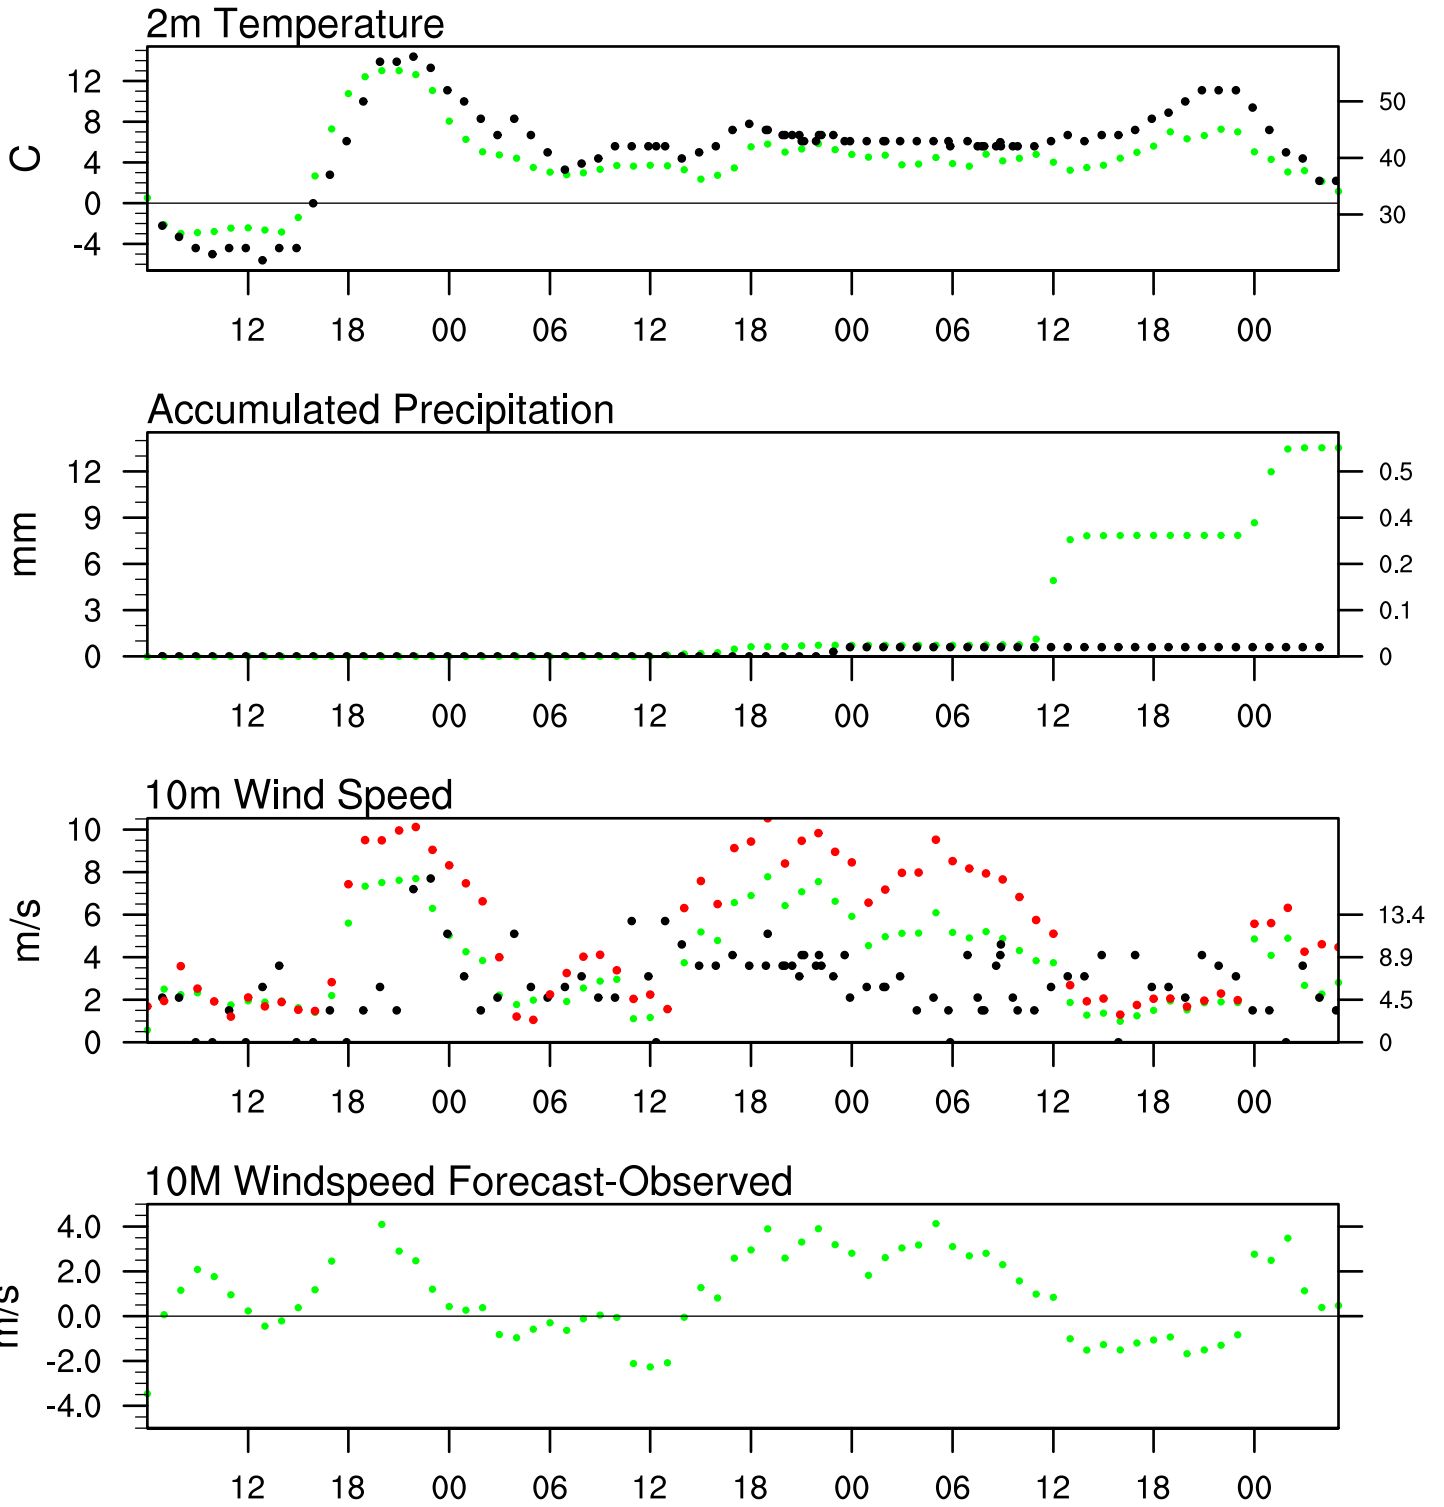 2m Temperature
12
8
4
0
-4
C
50
40
30
12 18 00 06 12 18 00 06 12 18 00
Accumulated Precipitation
12
9
6
3
0
mm
0.5
0.4
0.2
0.1
0
12 18 00 06 12 18 00 06 12 18 00
10m Wind Speed
10
8
6
4
2
0
m/s
13.4
8.9
4.5
0
12 18 00 06 12 18 00 06 12 18 00
10M Windspeed Forecast-Observed
4.0
2.0
0.0
-2.0
-4.0
m/s
12 18 00 06 12 18 00 06 12 18 00